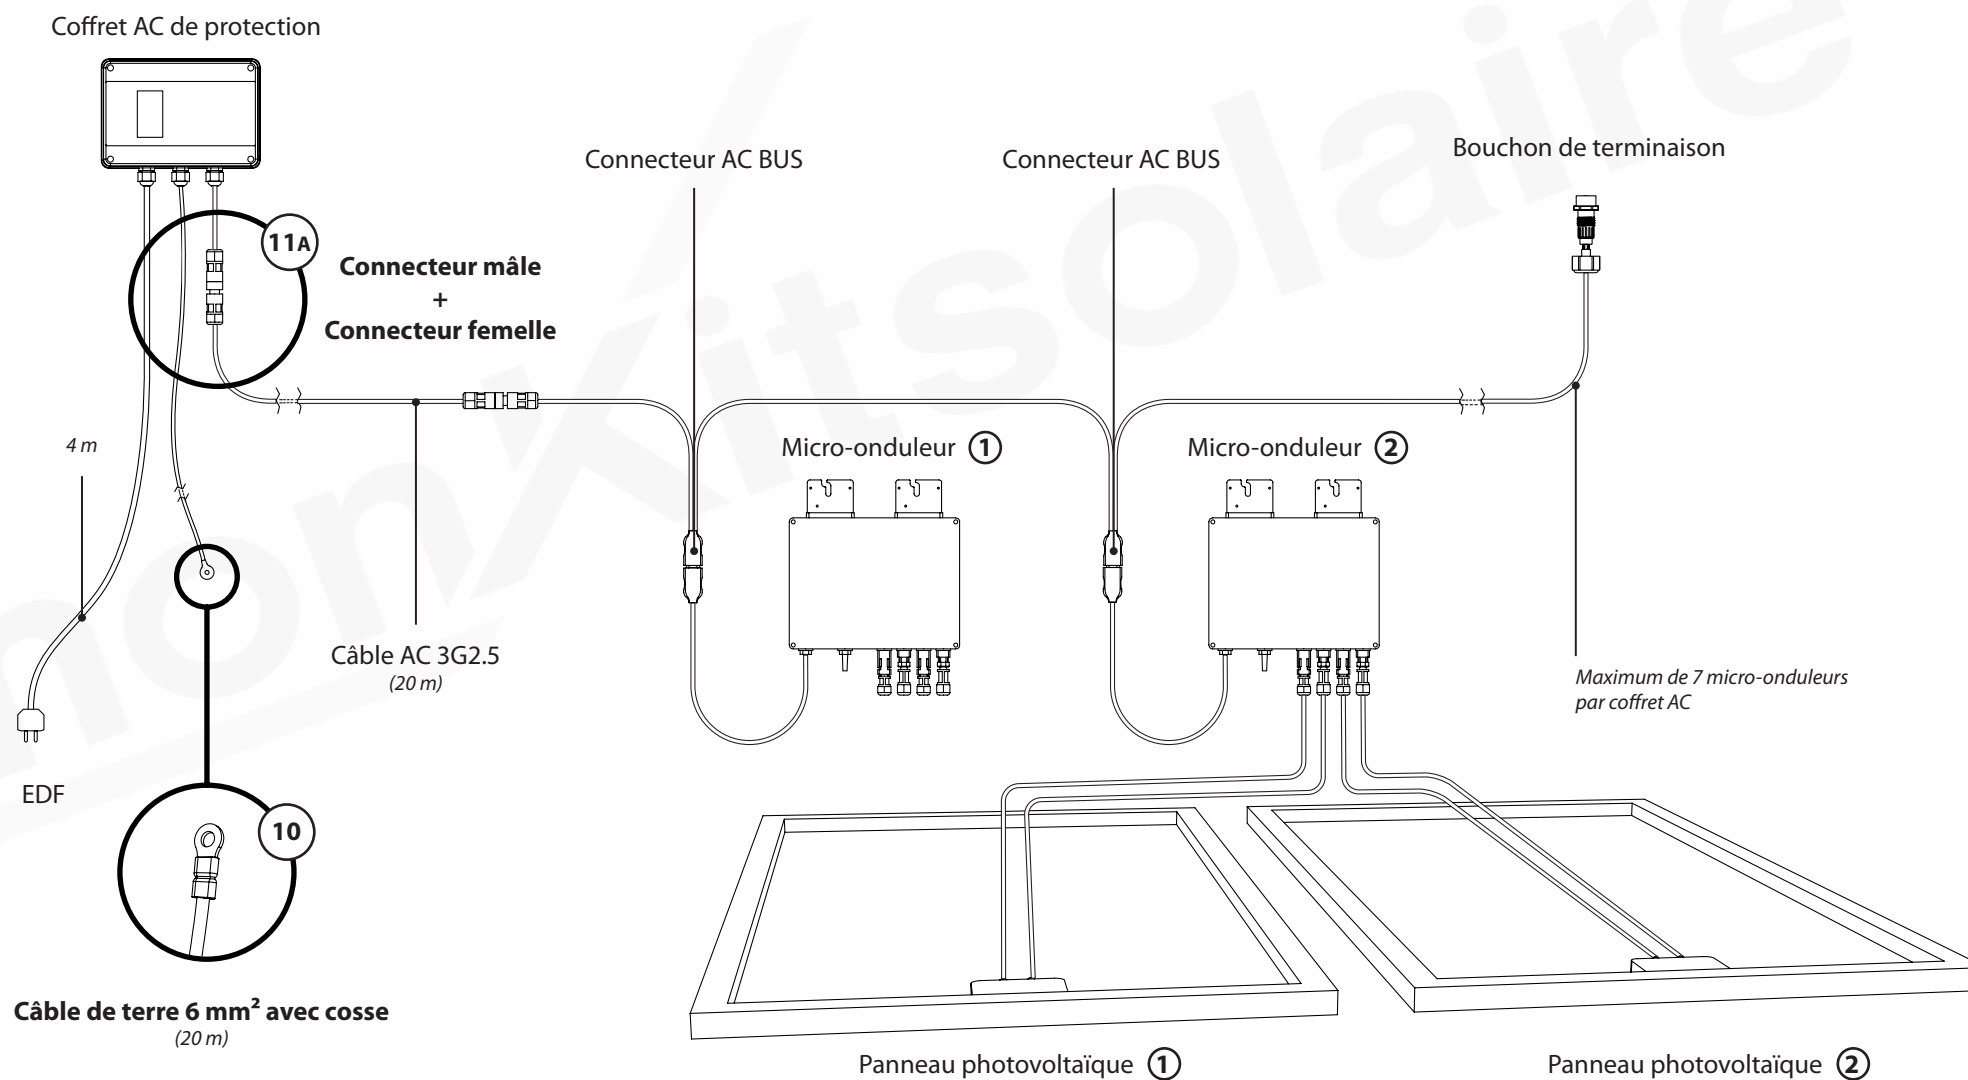 Coffret AC de protection
Connecteur AC BUS
Connecteur AC BUS
Bouchon de terminaison
11A
Connecteur mâle
+
Connecteur femelle
4 m
Micro-onduleur 1
Micro-onduleur 2
Câble AC 3G2.5
(20 m)
Maximum de 7 micro-onduleurs
par coffret AC
EDF
10
Câble de terre 6 mm² avec cosse
(20 m)
Panneau photovoltaïque 1
Panneau photovoltaïque 2
monKitsolaire